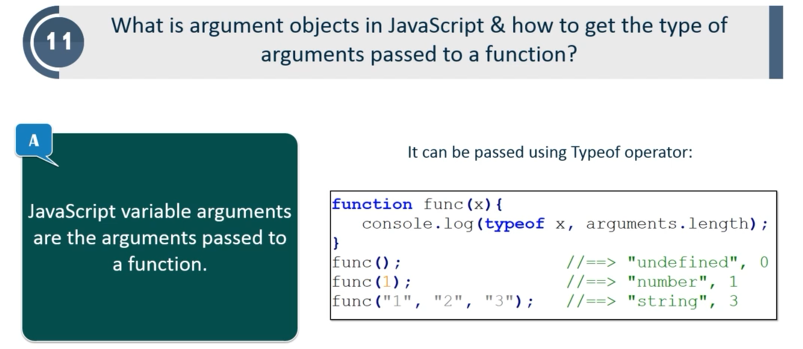 11
What is argument objects in JavaScript & how to get the type of
arguments passed to a function?
A
JavaScript variable arguments
are the arguments passed to
a function.
It can be passed using Typeof operator:
function func(x){
console.log(typeof x, arguments.length);
}
func(); //==> "undefined", 0
func(1); //==> "number", 1
func("1", "2", "3"); //==> "string", 3